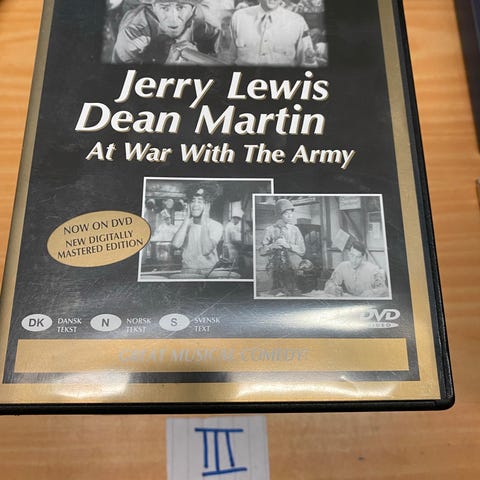 Jerry Lewis
Dean Martin
At War With The Army
NOW ON DVD
NEW DIGITALLY
MASTERED EDITION
DK DANSK TEKST
N NORSK TEKST
S SVENSK TEXT
DVD
VIDEO
GREAT MUSICAL COMEDY!
III